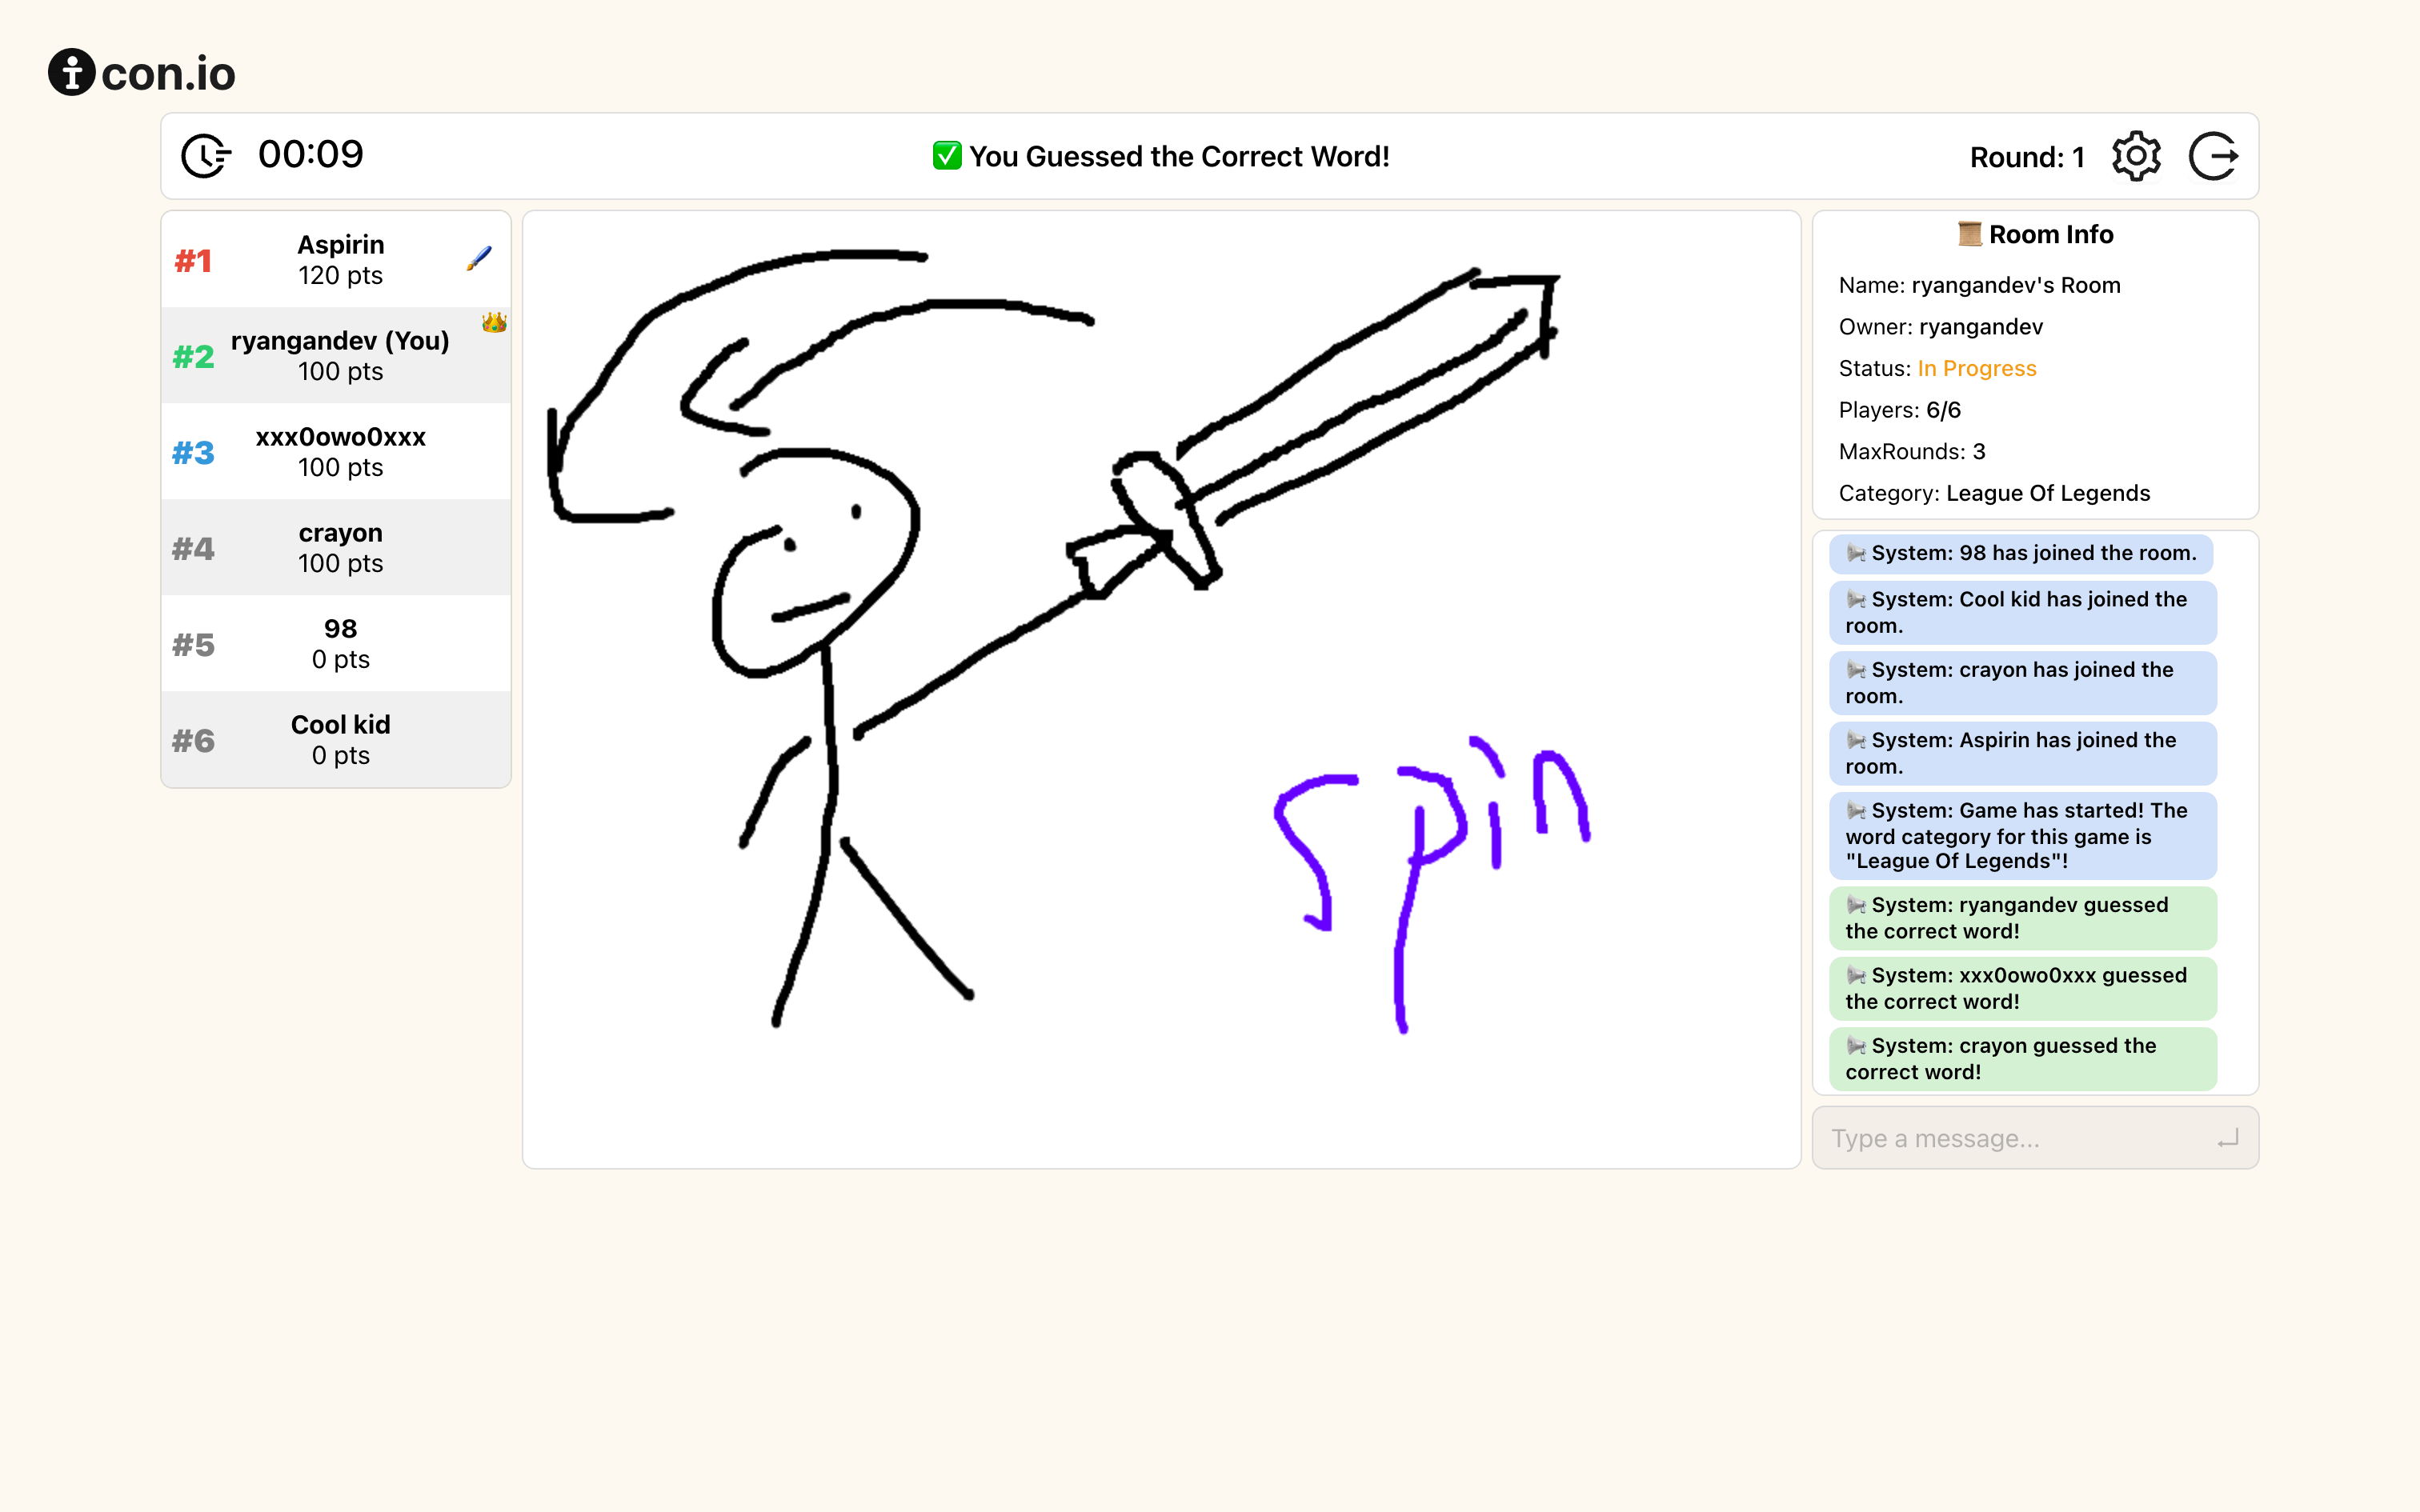 icon.io
00:09
✅ You Guessed the Correct Word!
Round: 1
#1
Aspirin
120 pts
#2
ryangandev (You)
100 pts
#3
xxx0owo0xxx
100 pts
#4
crayon
100 pts
#5
98
0 pts
#6
Cool kid
0 pts
spin
Room Info
Name: ryangandev's Room
Owner: ryangandev
Status: In Progress
Players: 6/6
MaxRounds: 3
Category: League Of Legends
System: 98 has joined the room.
System: Cool kid has joined the
room.
System: crayon has joined the
room.
System: Aspirin has joined the
room.
System: Game has started! The
word category for this game is
"League Of Legends"!
System: ryangandev guessed
the correct word!
System: xxx0owo0xxx guessed
the correct word!
System: crayon guessed the
correct word!
Type a message...